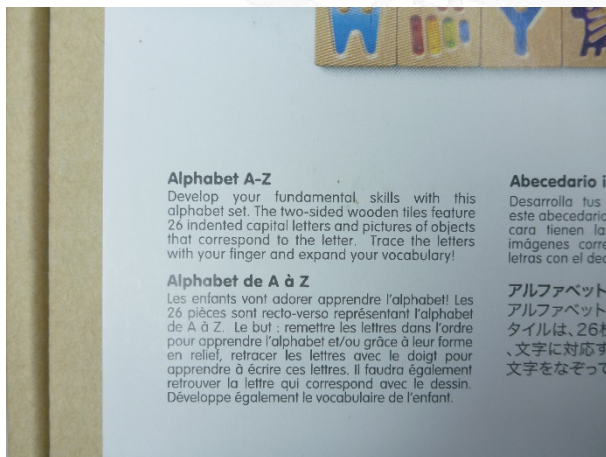 W Y
Alphabet A-Z
Develop your fundamental skills with this
alphabet set. The two-sided wooden tiles feature
26 indented capital letters and pictures of objects
that correspond to the letter. Trace the letters
with your finger and expand your vocabulary!
Alphabet de A à Z
Les enfants vont adorer apprendre l'alphabet! Les
26 pièces sont recto-verso représentant l'alphabet
de A à Z. Le but : remettre les lettres dans l'ordre
pour apprendre l'alphabet et/ou grâce à leur forme
en relief, retracer les lettres avec le doigt pour
apprendre à écrire ces lettres. Il faudra également
retrouver la lettre qui correspond avec le dessin.
Développe également le vocabulaire de l'enfant.
Abecedario i
Desarrolla tus
este abecedario
cara tienen la
imágenes corre
letras con el ded
アルファベット
アルファベット
タイルは、26枚
、文字に対応す
文字をなぞって